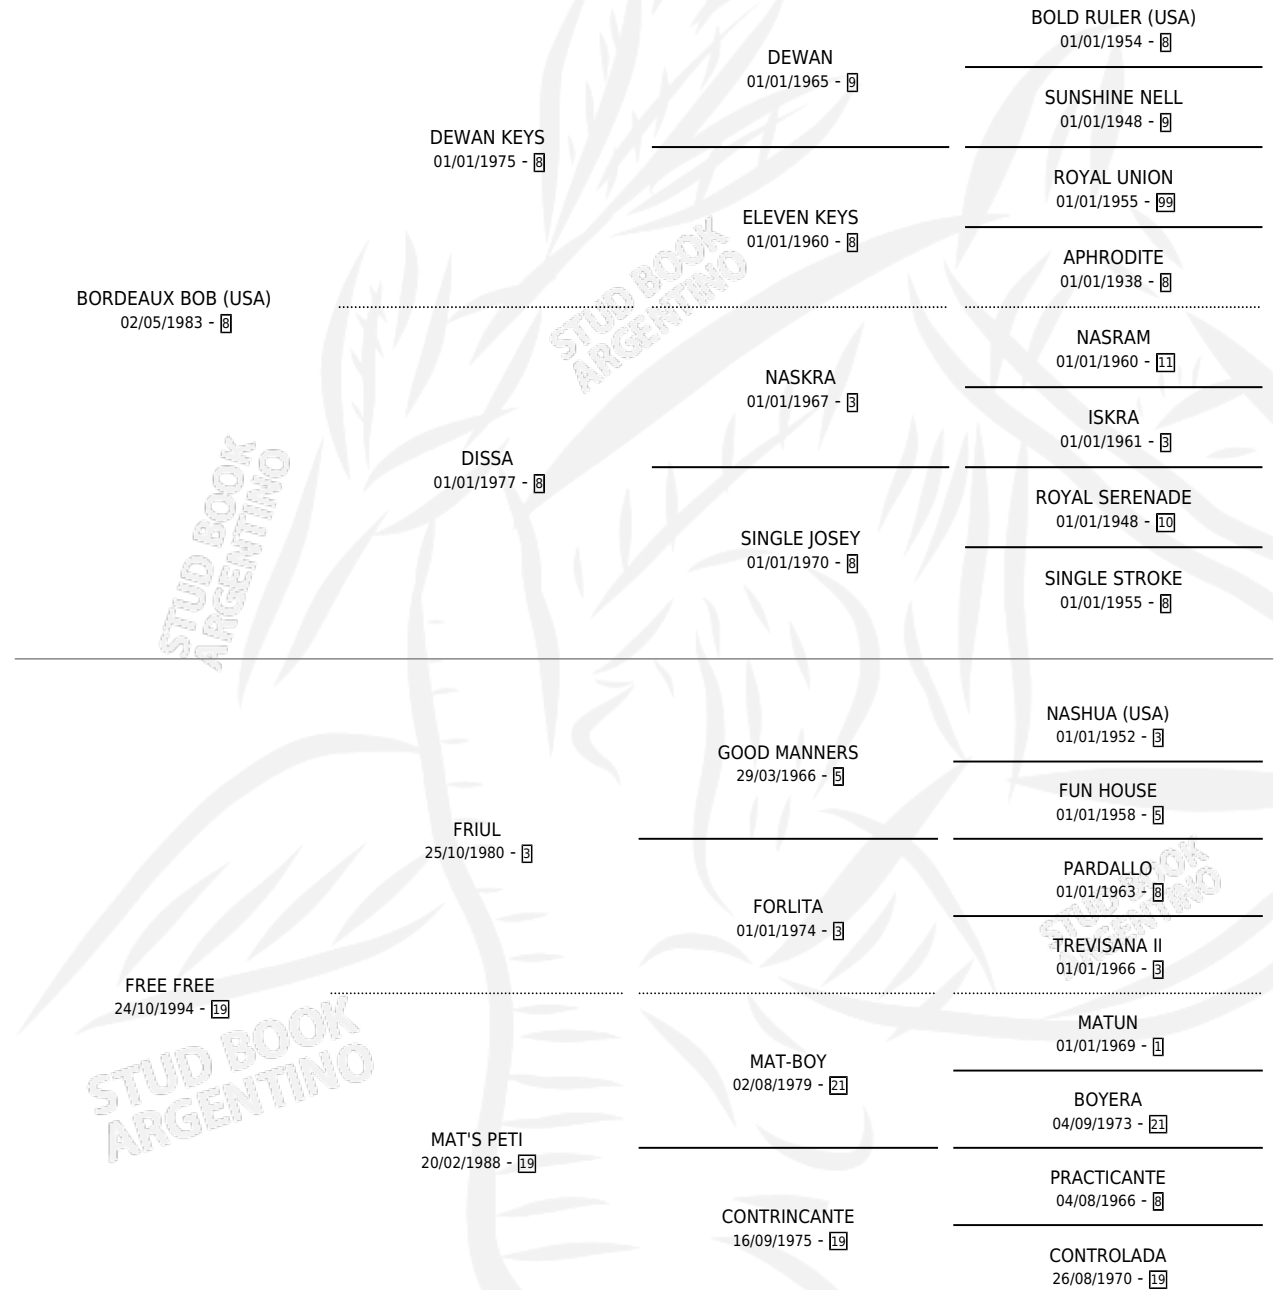 BOLD RULER (USA)
01/01/1954 - 8
DEWAN
01/01/1965 - 9
SUNSHINE NELL
01/01/1948 - 9
DEWAN KEYS
01/01/1975 - 8
ROYAL UNION
01/01/1955 - 99
ELEVEN KEYS
01/01/1960 - 8
APHRODITE
01/01/1938 - 8
BORDEAUX BOB (USA)
02/05/1983 - 8
NASRAM
01/01/1960 - 11
NASKRA
01/01/1967 - 3
ISKRA
01/01/1961 - 3
DISSA
01/01/1977 - 8
ROYAL SERENADE
01/01/1948 - 10
SINGLE JOSEY
01/01/1970 - 8
SINGLE STROKE
01/01/1955 - 8
NASHUA (USA)
01/01/1952 - 3
GOOD MANNERS
29/03/1966 - 5
FUN HOUSE
01/01/1958 - 5
FRIUL
25/10/1980 - 3
PARDALLO
01/01/1963 - 8
FORLITA
01/01/1974 - 3
TREVISANA II
01/01/1966 - 3
FREE FREE
24/10/1994 - 19
MATUN
01/01/1969 - 1
MAT-BOY
02/08/1979 - 21
BOYERA
04/09/1973 - 21
MAT'S PETI
20/02/1988 - 19
PRACTICANTE
04/08/1966 - 8
CONTRINCANTE
16/09/1975 - 19
CONTROLADA
26/08/1970 - 19
STUD BOOK
ARGENTINO
STUD BOOK
ARGENTINO
STUD BOOK
ARGENTINO
STUD BOOK
ARGENTINO